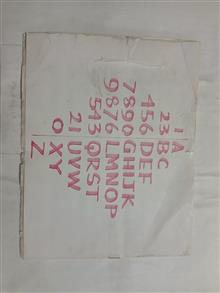 1 A
23 BC
456 DEF
7890 GHIJK
9876 LMNOP
543 QRST
21 UVW
0 XY
/ Z